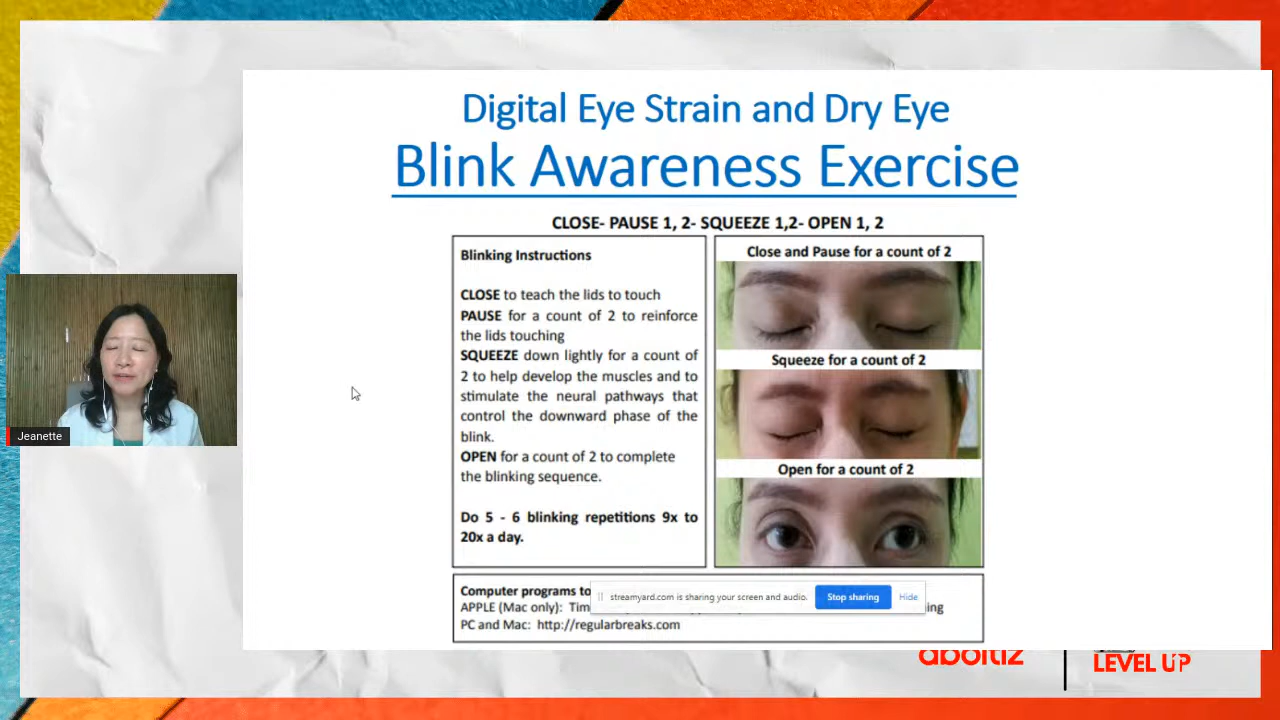 Digital Eye Strain and Dry Eye
Blink Awareness Exercise
CLOSE- PAUSE 1, 2- SQUEEZE 1,2- OPEN 1, 2
Blinking Instructions
CLOSE to teach the lids to touch
PAUSE for a count of 2 to reinforce
the lids touching
SQUEEZE down lightly for a count of
2 to help develop the muscles and to
stimulate the neural pathways that
control the downward phase of the
blink.
OPEN for a count of 2 to complete
the blinking sequence.
Do 5 - 6 blinking repetitions 9x to
20x a day.
Close and Pause for a count of 2
Squeeze for a count of 2
Open for a count of 2
Computer programs to
APPLE (Mac only):
PC and Mac: http://regularbreaks.com
streamyard.com is sharing your screen and audio.
Stop sharing
Hide
Jeanette
aboitiz
LEVEL UP